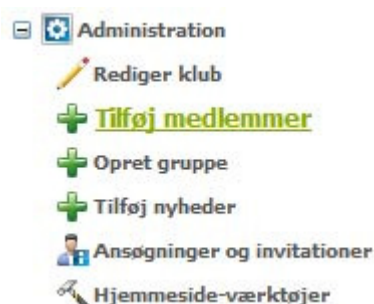 Administration
Rediger klub
Tilføj medlemmer
Opret gruppe
Tilføj nyheder
Ansøgninger og invitationer
Hjemmeside-værktøjer